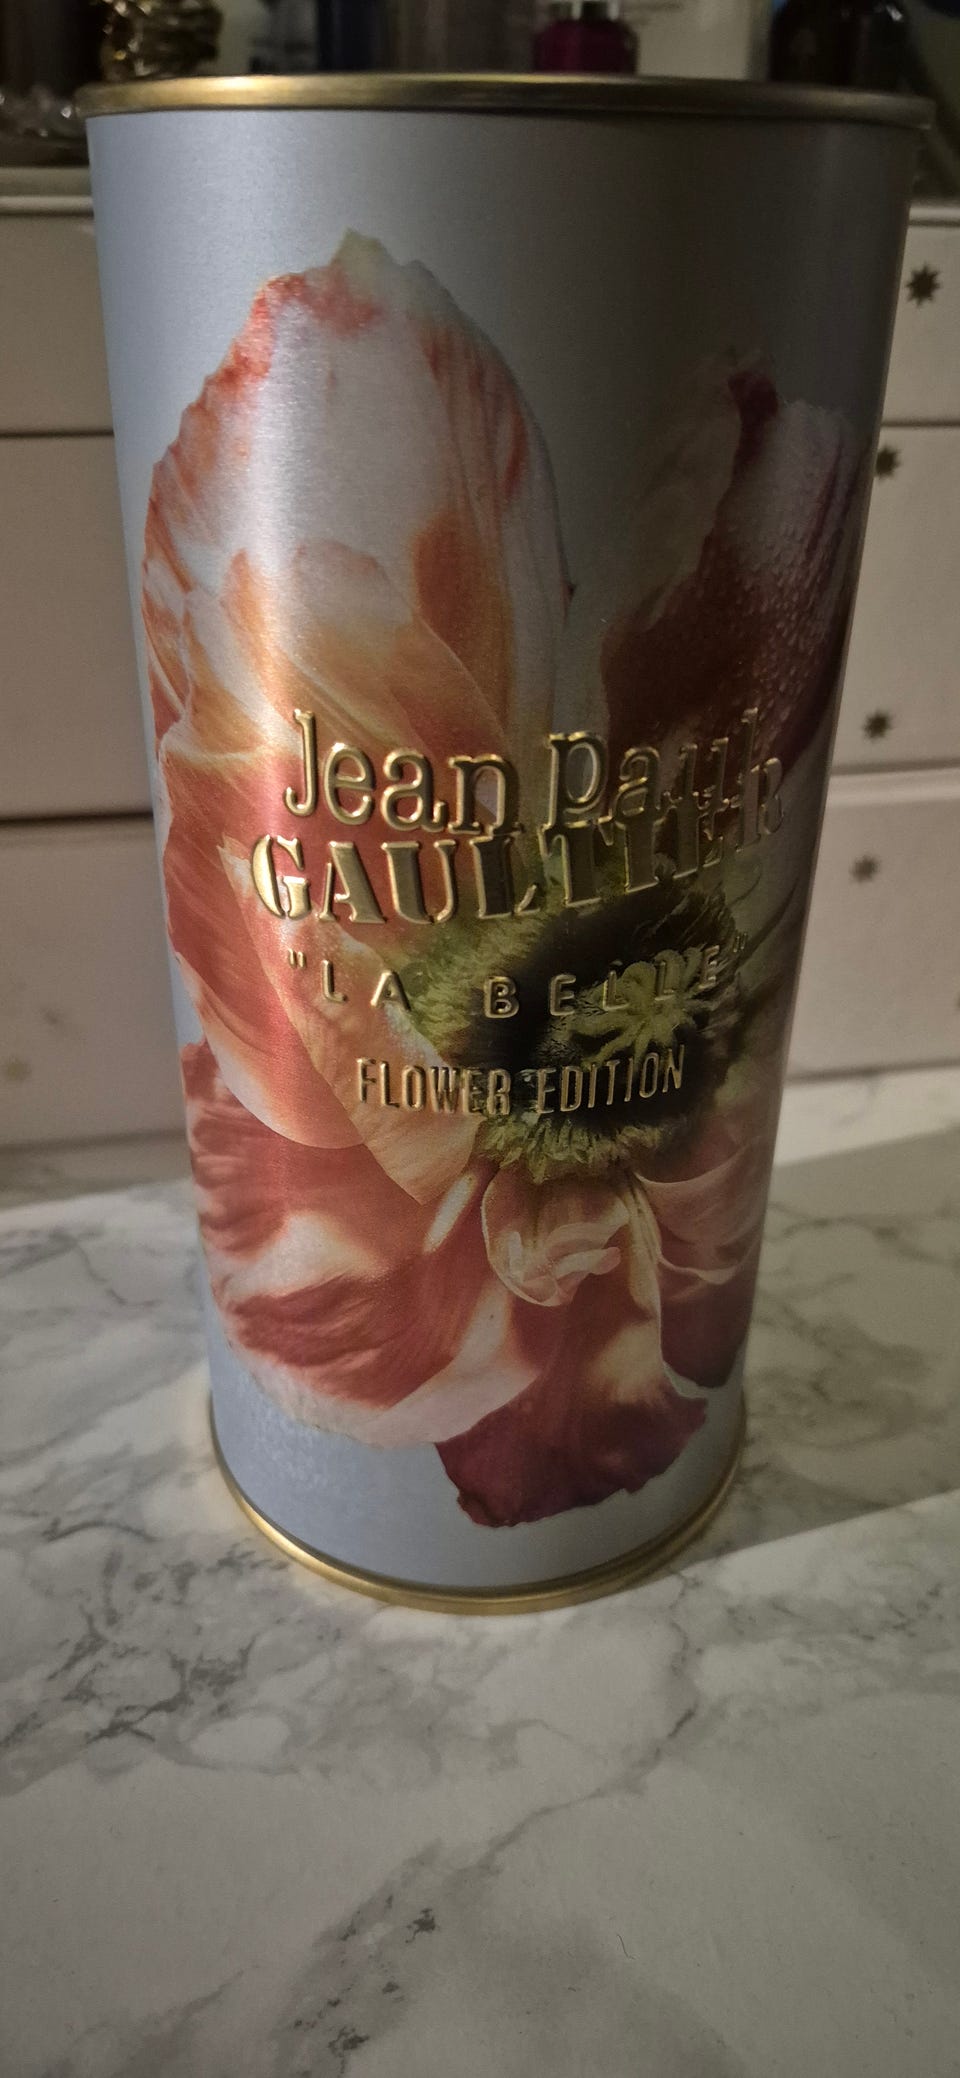 Jean Paul
GAULTIER
"LA BELLE"
FLOWER EDITION